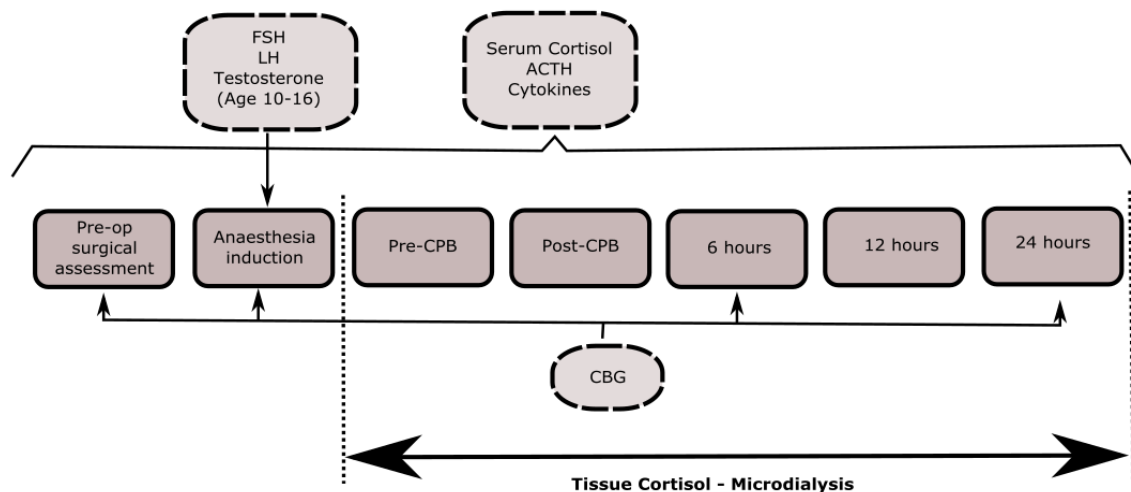 FSH
LH
Testosterone
(Age 10-16)
Serum Cortisol
ACTH
Cytokines
Pre-op
surgical
assessment
Anaesthesia
induction
Pre-CPB
Post-CPB
6 hours
12 hours
24 hours
CBG
Tissue Cortisol - Microdialysis